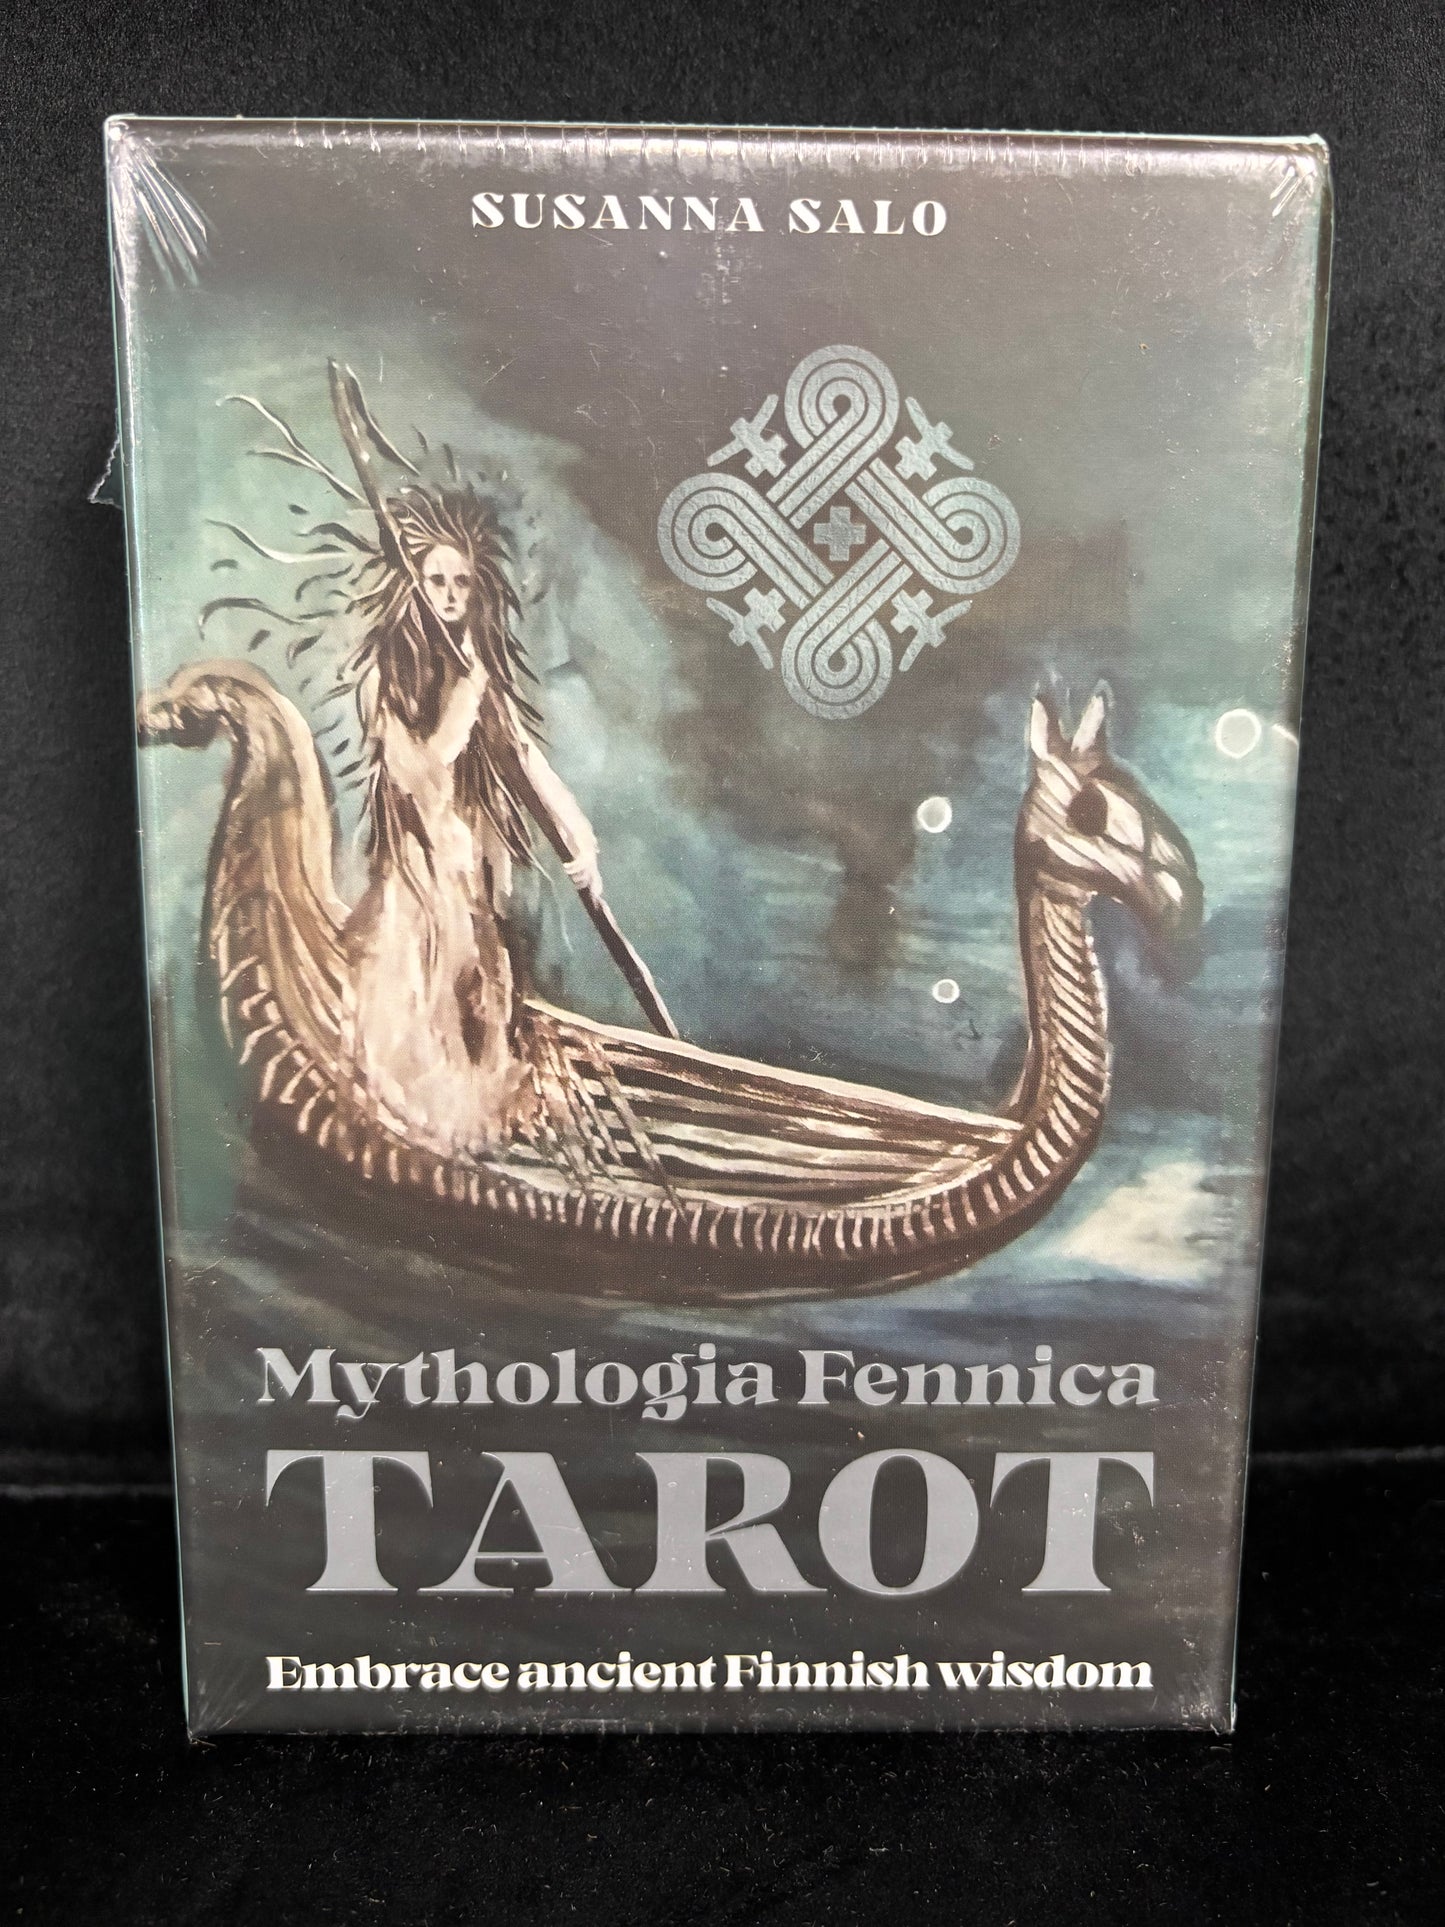 SUSANNA SALO
Mythologia Fennica
TAROT
Embrace ancient Finnish wisdom